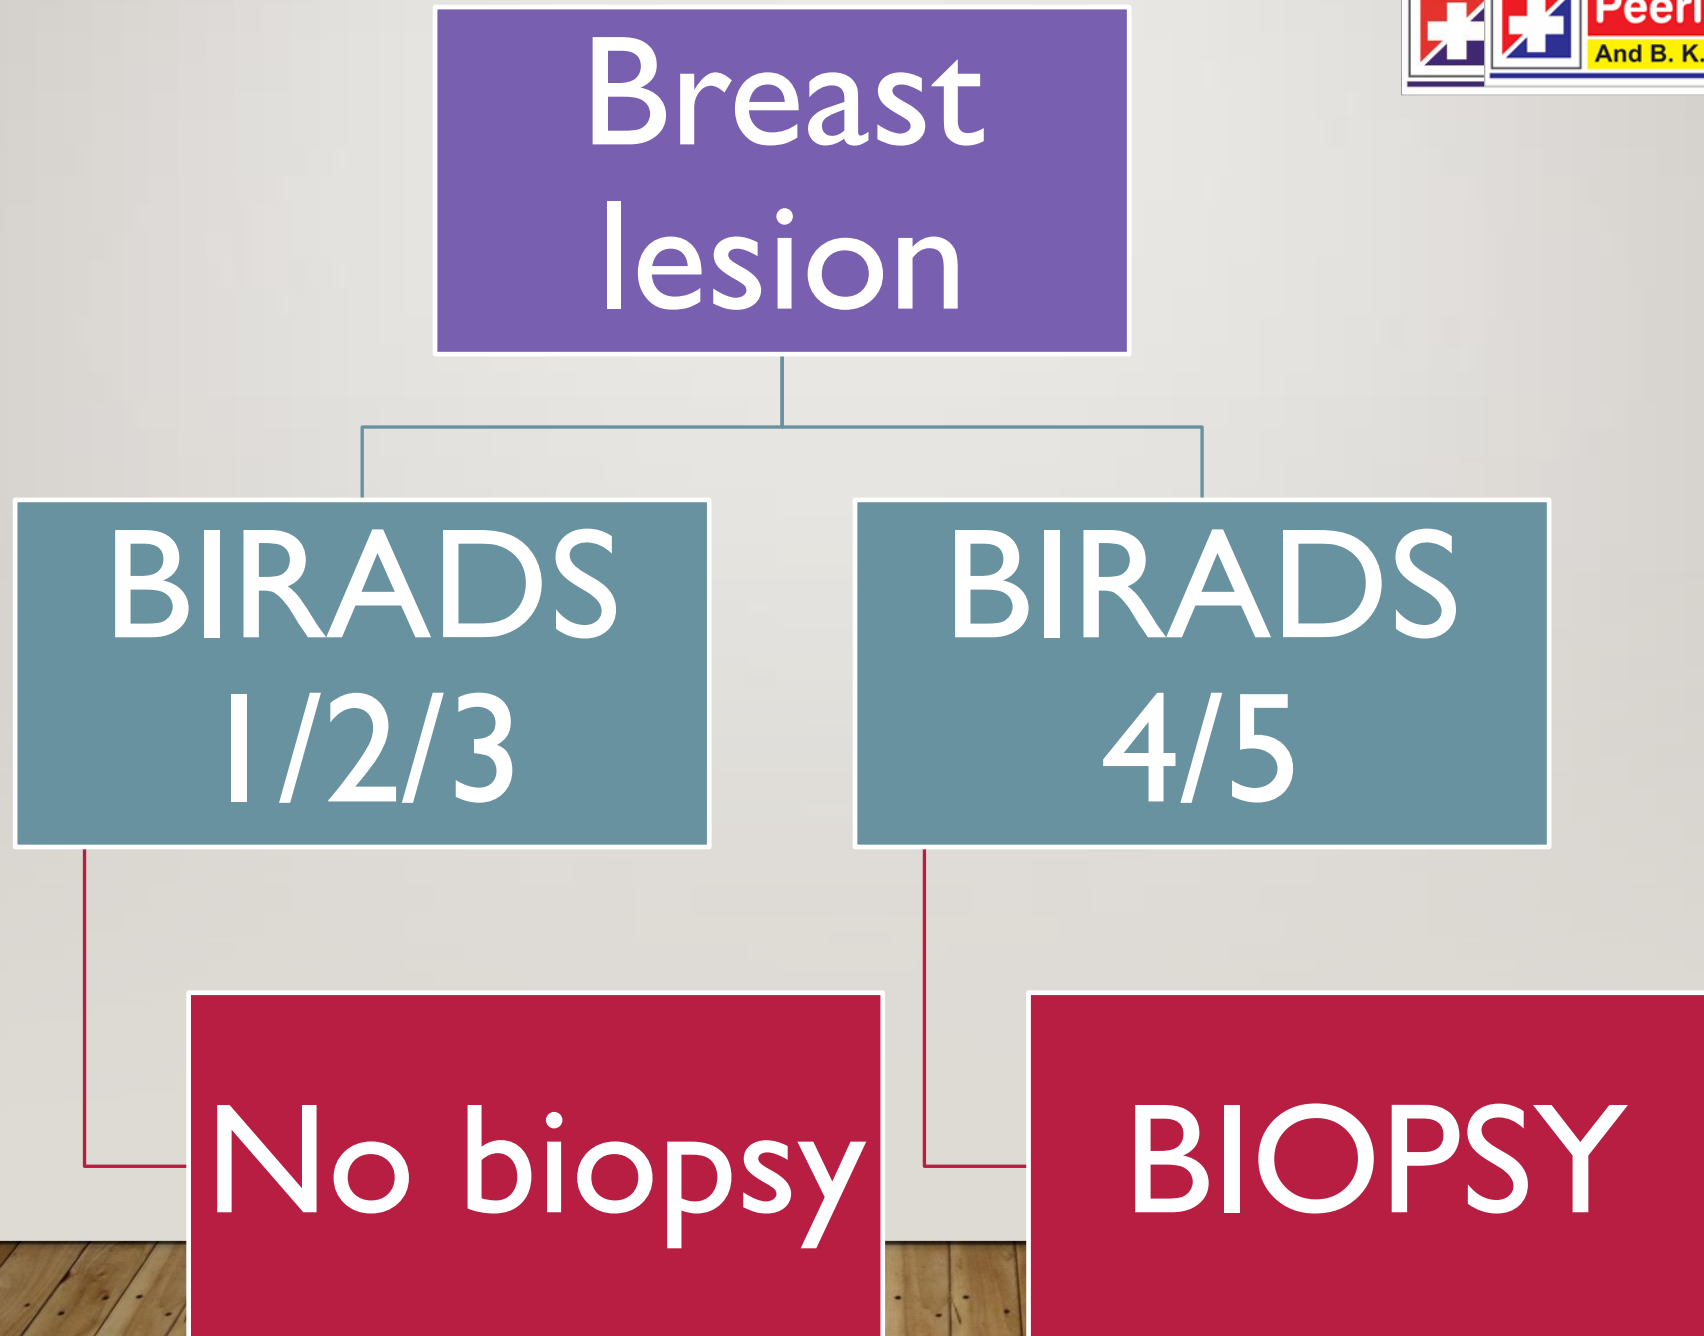 And B. K.
Breast
lesion
BIRADS
1/2/3
BIRADS
4/5
No biopsy
BIOPSY